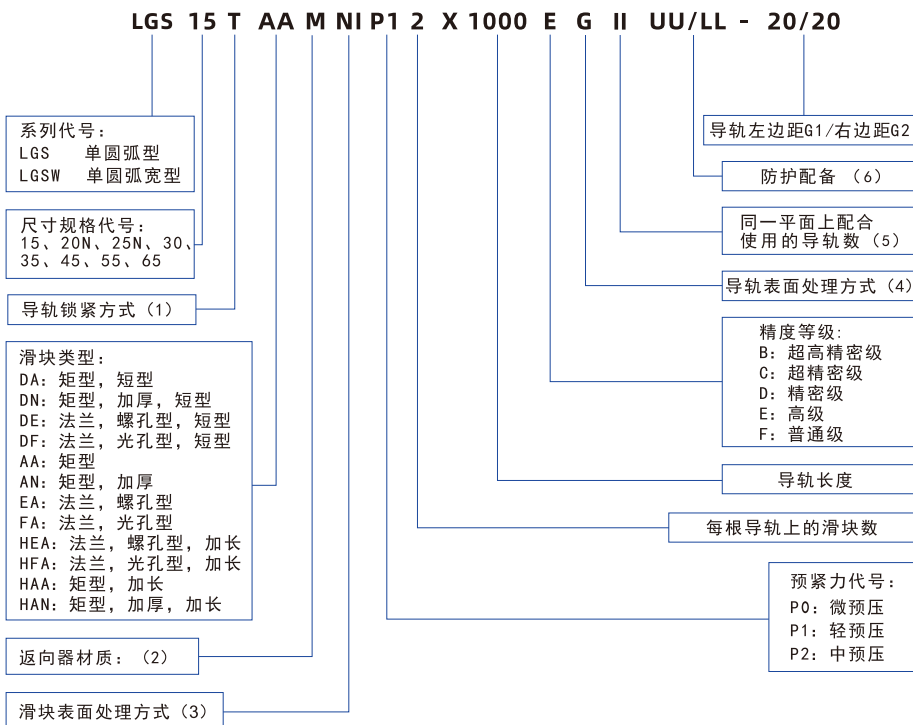 LGS 15 T AA M NI P1 2 X 1000 E G II UU/LL - 20/20
系列代号：
LGS 单圆弧型
LGSW 单圆弧宽型
尺寸规格代号：
15、20N、25N、30、
35、45、55、65
导轨锁紧方式（1）
滑块类型：
DA：矩型，短型
DN：矩型，加厚，短型
DE：法兰，螺孔型，短型
DF：法兰，光孔型，短型
AA：矩型
AN：矩型，加厚
EA：法兰，螺孔型
FA：法兰，光孔型
HEA：法兰，螺孔型，加长
HFA：法兰，光孔型，加长
HAA：矩型，加长
HAN：矩型，加厚，加长
返向器材质：（2）
滑块表面处理方式（3）
导轨左边距G1/右边距G2
防护配备（6）
同一平面上配合
使用的导轨数（5）
导轨表面处理方式（4）
精度等级：
B：超高精密级
C：超精密级
D：精密级
E：高级
F：普通级
导轨长度
每根导轨上的滑块数
预紧力代号：
P0：微预压
P1：轻预压
P2：中预压